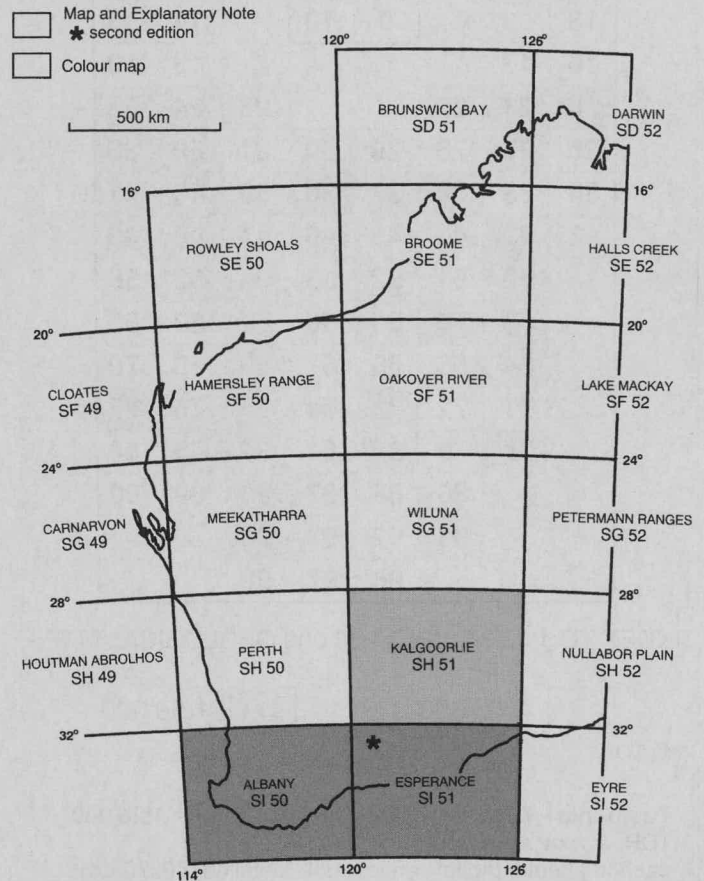 Map and Explanatory Note
* second edition
Colour map
500 km
120°
126°
BRUNSWICK BAY
SD 51
DARWIN
SD 52
16°
16°
ROWLEY SHOALS
SE 50
BROOME
SE 51
HALLS CREEK
SE 52
20°
20°
CLOATES
SF 49
HAMERSLEY RANGE
SF 50
OAKOVER RIVER
SF 51
LAKE MACKAY
SF 52
24°
24°
CARNARVON
SG 49
MEEKATHARRA
SG 50
WILUNA
SG 51
PETERMANN RANGES
SG 52
28°
28°
HOUTMAN ABROLHOS
SH 49
PERTH
SH 50
KALGOORLIE
SH 51
NULLABOR PLAIN
SH 52
32°
32°
*
ALBANY
SI 50
ESPERANCE
SI 51
EYRE
SI 52
114°
120°
126°